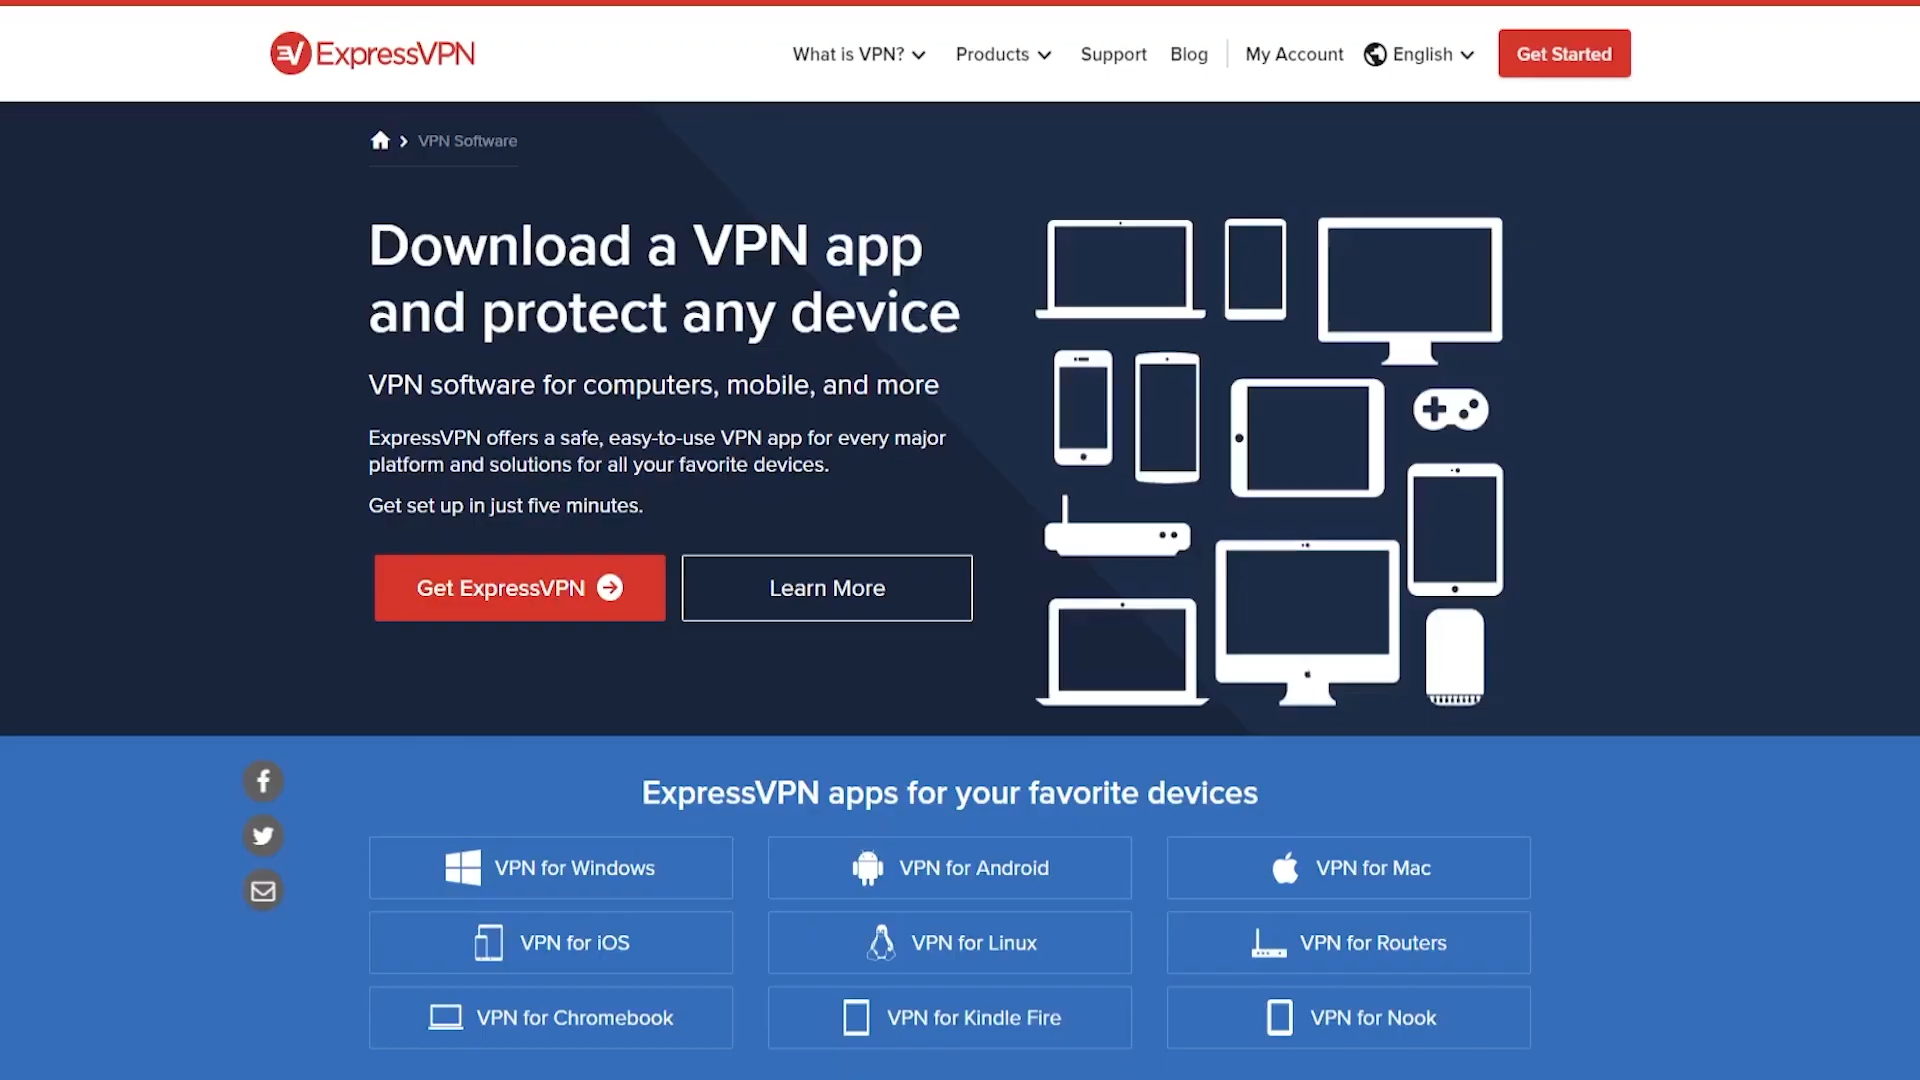 ExpressVPN
What is VPN?
Products
Support
Blog
My Account
English
Get Started
VPN Software
Download a VPN app
and protect any device
VPN software for computers, mobile, and more
ExpressVPN offers a safe, easy-to-use VPN app for every major
platform and solutions for all your favorite devices.
Get set up in just five minutes.
Get ExpressVPN
Learn More
ExpressVPN apps for your favorite devices
VPN for Windows
VPN for Android
VPN for Mac
VPN for iOS
VPN for Linux
VPN for Routers
VPN for Chromebook
VPN for Kindle Fire
VPN for Nook